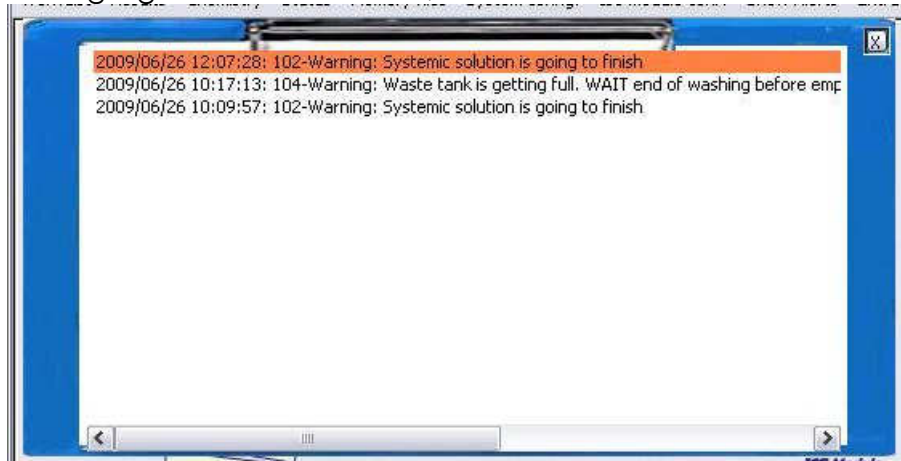 X
2009/06/26 12:07:28: 102-Warning: Systemic solution is going to finish
2009/06/26 10:17:13: 104-Warning: Waste tank is getting full. WAIT end of washing before emp
2009/06/26 10:09:57: 102-Warning: Systemic solution is going to finish